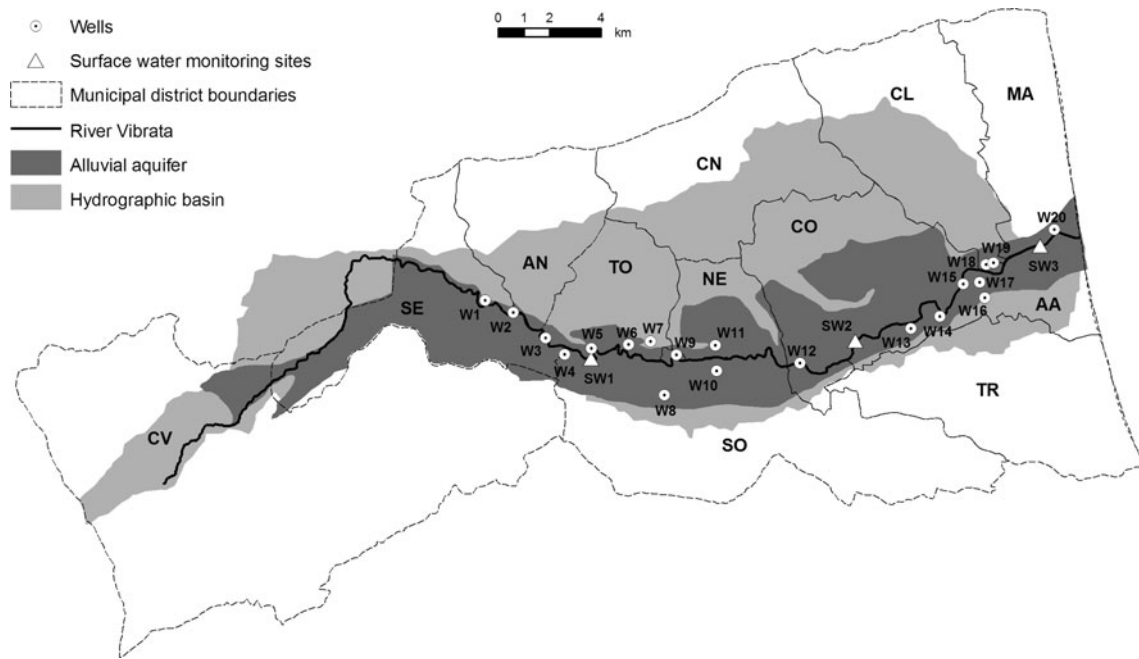 0 1 2 4
km
Wells
Surface water monitoring sites
Municipal district boundaries
River Vibrata
Alluvial aquifer
Hydrographic basin
CL
MA
CN
W20
CO
W19
AN
TO
W18
SW3
SE
NE
W15
W17
W1
W16
AA
W2
W5
W6
W7
W11
SW2
W14
W3
W9
W13
W4
W12
SW1
W10
W8
TR
CV
SO